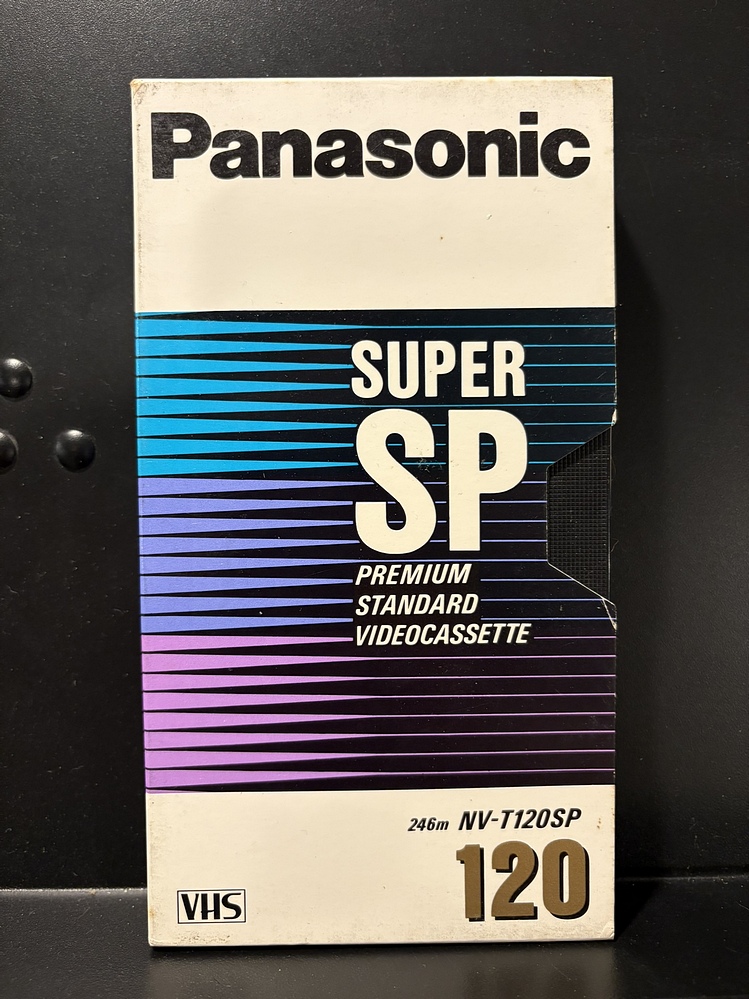 Panasonic
SUPER
SP
PREMIUM
STANDARD
VIDEOCASSETTE
246m NV-T120SP
120
VHS